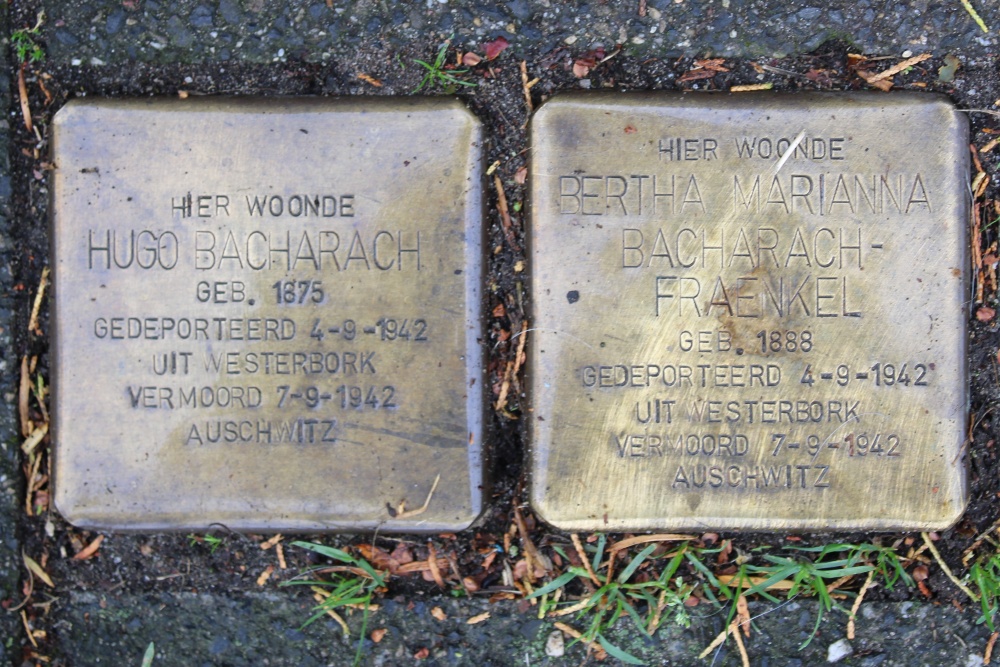 HIER WOONDE
HUGO BACHARACH
GEB. 1875
GEDEPORTEERD 4-9-1942
UIT WESTERBORK
VERMOORD 7-9-1942
AUSCHWITZ
HIER WOONDE
BERTHA MARIANNA
BACHARACH-
FRAENKEL
GEB. 1888
GEDEPORTEERD 4-9-1942
UIT WESTERBORK
VERMOORD 7-9-1942
AUSCHWITZ